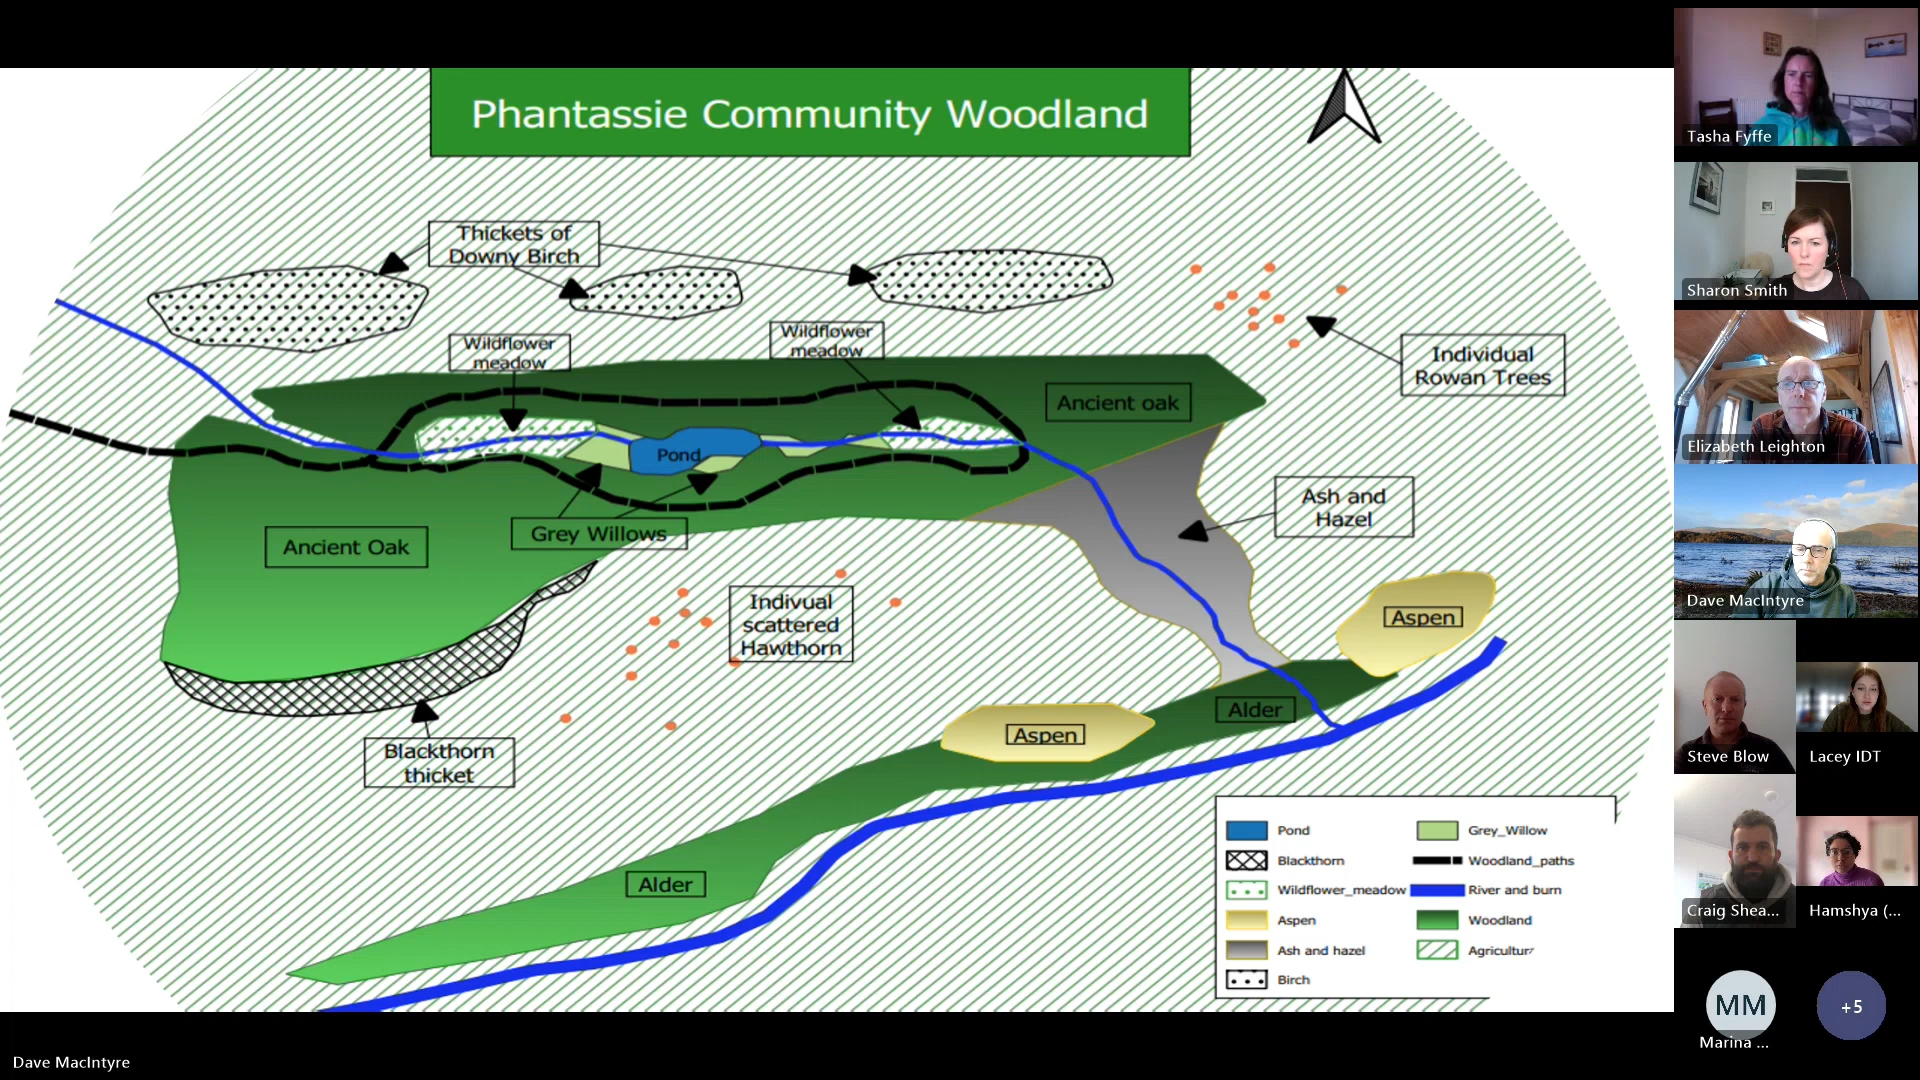 Phantassie Community Woodland
Thickets of
Downy Birch
Wildflower
meadow
Wildflower
meadow
Individual
Rowan Trees
Ancient oak
Pond
Grey Willows
Ancient Oak
Ash and
Hazel
Indivual
scattered
Hawthorn
Aspen
Alder
Aspen
Blackthorn
thicket
Alder
Pond
Blackthorn
Wildflower_meadow
Aspen
Ash and hazel
Birch
Grey_Willow
Woodland_paths
River and burn
Woodland
Agricultur
Tasha Fyffe
Sharon Smith
Elizabeth Leighton
Dave MacIntyre
Steve Blow
Lacey IDT
Craig Shea...
Hamshya (...
MM
Marina ...
+5
Dave MacIntyre